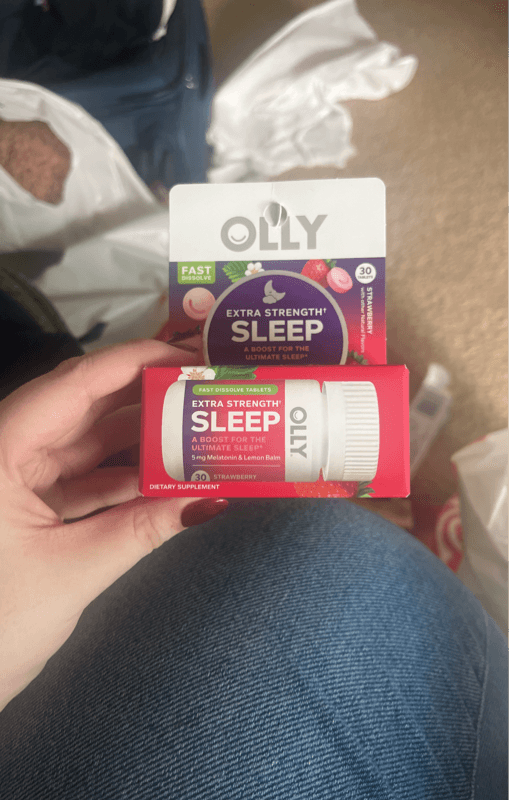 OLLY
FAST
DISSOLVE
30
TABLETS
STRAWBERRY
with other Natural Flavors
EXTRA STRENGTH†
SLEEP
A BOOST FOR THE
ULTIMATE SLEEP*
FAST DISSOLVE TABLETS
EXTRA STRENGTH†
SLEEP
A BOOST FOR THE
ULTIMATE SLEEP*
5 mg Melatonin & Lemon Balm
30 STRAWBERRY
OLLY
DIETARY SUPPLEMENT